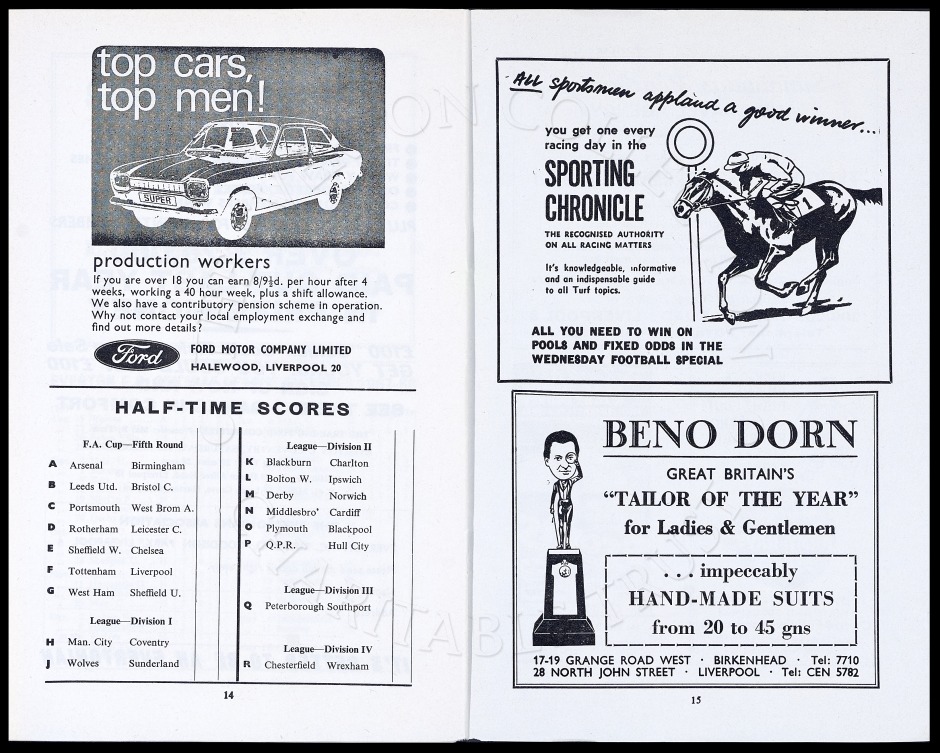 top cars,
top men!
SUPER
production workers
If you are over 18 you can earn 8/9½d. per hour after 4
weeks, working a 40 hour week, plus a shift allowance.
We also have a contributory pension scheme in operation.
Why not contact your local employment exchange and
find out more details?
Ford
FORD MOTOR COMPANY LIMITED
HALEWOOD, LIVERPOOL 20
HALF-TIME SCORES
F.A. Cup—Fifth Round
A Arsenal Birmingham
B Leeds Utd. Bristol C.
C Portsmouth West Brom A.
D Rotherham Leicester C.
E Sheffield W. Chelsea
F Tottenham Liverpool
G West Ham Sheffield U.
League—Division I
H Man. City Coventry
J Wolves Sunderland
League—Division II
K Blackburn Charlton
L Bolton W. Ipswich
M Derby Norwich
N Middlesbro' Cardiff
O Plymouth Blackpool
P Q.P.R. Hull City
League—Division III
Q Peterborough Southport
League—Division IV
R Chesterfield Wrexham
14
ALL sportsmen applaud a good winner...
you get one every
racing day in the
SPORTING
CHRONICLE
THE RECOGNISED AUTHORITY
ON ALL RACING MATTERS
It's knowledgeable, informative
and an indispensable guide
to all Turf topics.
1
ALL YOU NEED TO WIN ON
POOLS AND FIXED ODDS IN THE
WEDNESDAY FOOTBALL SPECIAL
BENO DORN
GREAT BRITAIN'S
“TAILOR OF THE YEAR”
for Ladies & Gentlemen
. . . impeccably
HAND-MADE SUITS
from 20 to 45 gns
17-19 GRANGE ROAD WEST · BIRKENHEAD · Tel: 7710
28 NORTH JOHN STREET · LIVERPOOL · Tel: CEN 5782
15